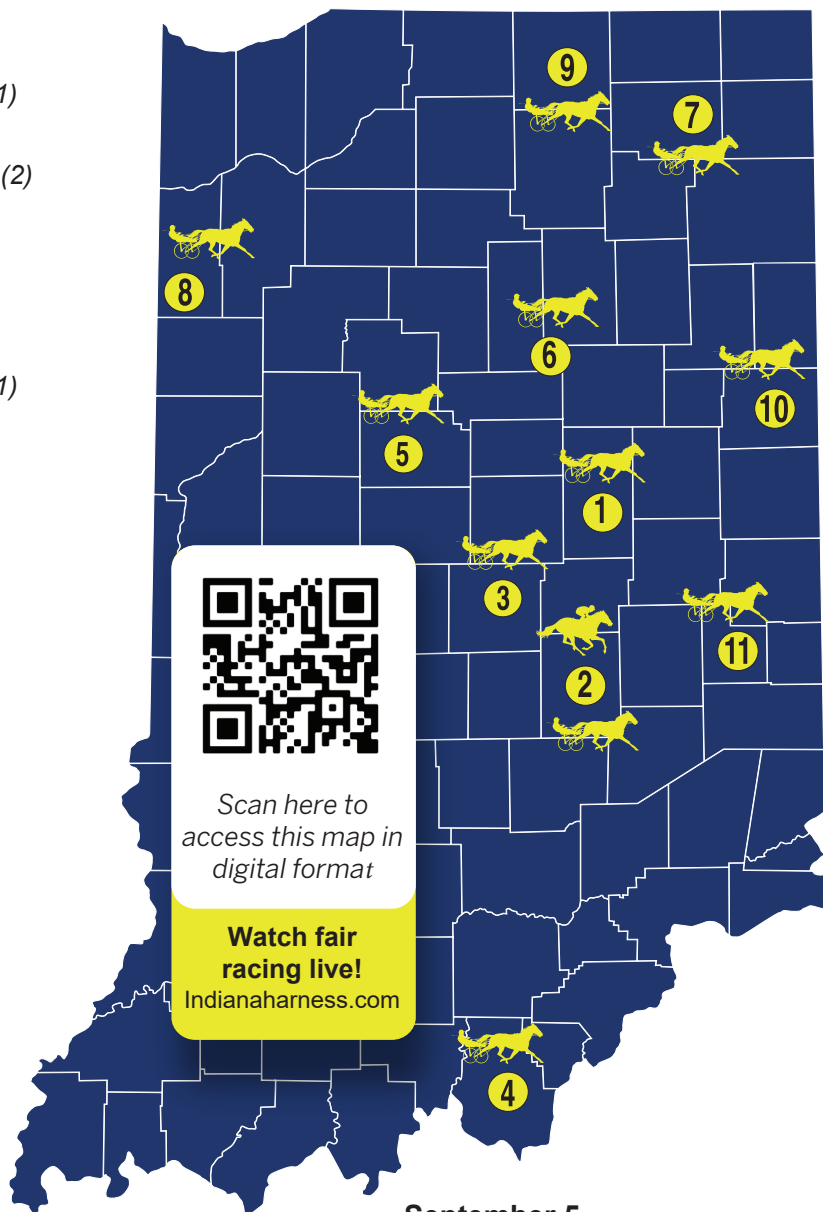 1)
(2)
1)
9
7
8
6
10
5
1
3
11
2
Scan here to
access this map in
digital format
Watch fair
racing live!
Indianaharness.com
4
September 5